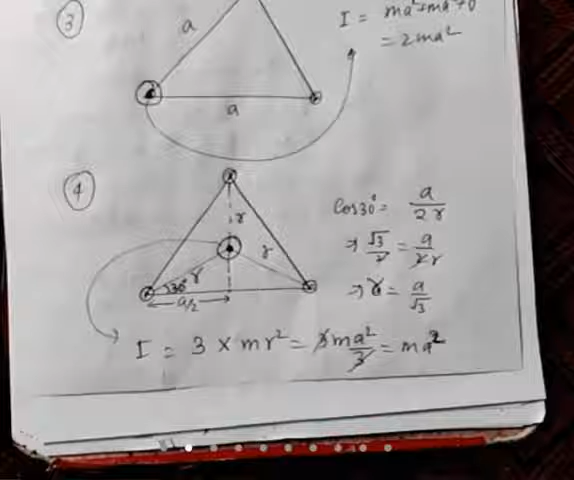 ③
I = ma²+ma²+0
= 2ma²
a
a
④
r
r
r
30°
a/2
Cos30° = a/2r
→ √3/2 = a/2r
→ r = a/√3
I = 3 × mr² = 3ma²/3 = ma²